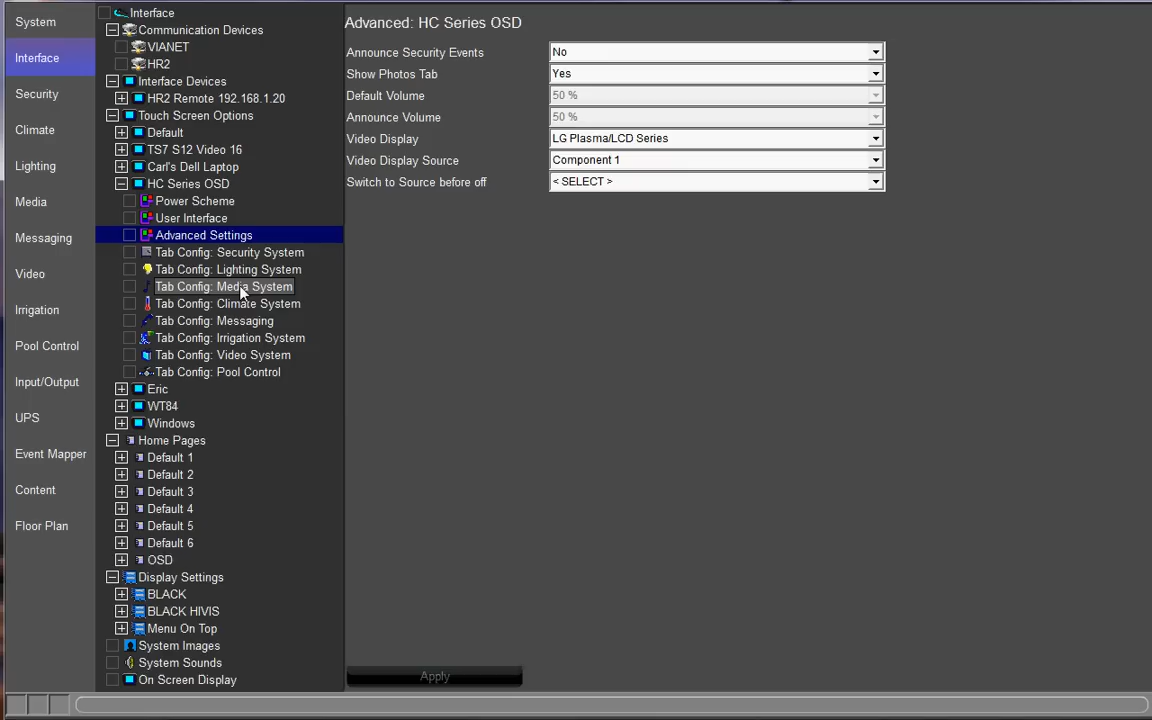 System
Interface
Security
Climate
Lighting
Media
Messaging
Video
Irrigation
Pool Control
Input/Output
UPS
Event Mapper
Content
Floor Plan
Interface
Communication Devices
VIANET
HR2
Interface Devices
HR2 Remote 192.168.1.20
Touch Screen Options
Default
TS7 S12 Video 16
Carl's Dell Laptop
HC Series OSD
Power Scheme
User Interface
Advanced Settings
Tab Config: Security System
Tab Config: Lighting System
Tab Config: Media System
Tab Config: Climate System
Tab Config: Messaging
Tab Config: Irrigation System
Tab Config: Video System
Tab Config: Pool Control
Eric
WT84
Windows
Home Pages
Default 1
Default 2
Default 3
Default 4
Default 5
Default 6
OSD
Display Settings
BLACK
BLACK HIVIS
Menu On Top
System Images
System Sounds
On Screen Display
Advanced: HC Series OSD
Announce Security Events No
Show Photos Tab Yes
Default Volume 50 %
Announce Volume 50 %
Video Display LG Plasma/LCD Series
Video Display Source Component 1
Switch to Source before off < SELECT >
Apply